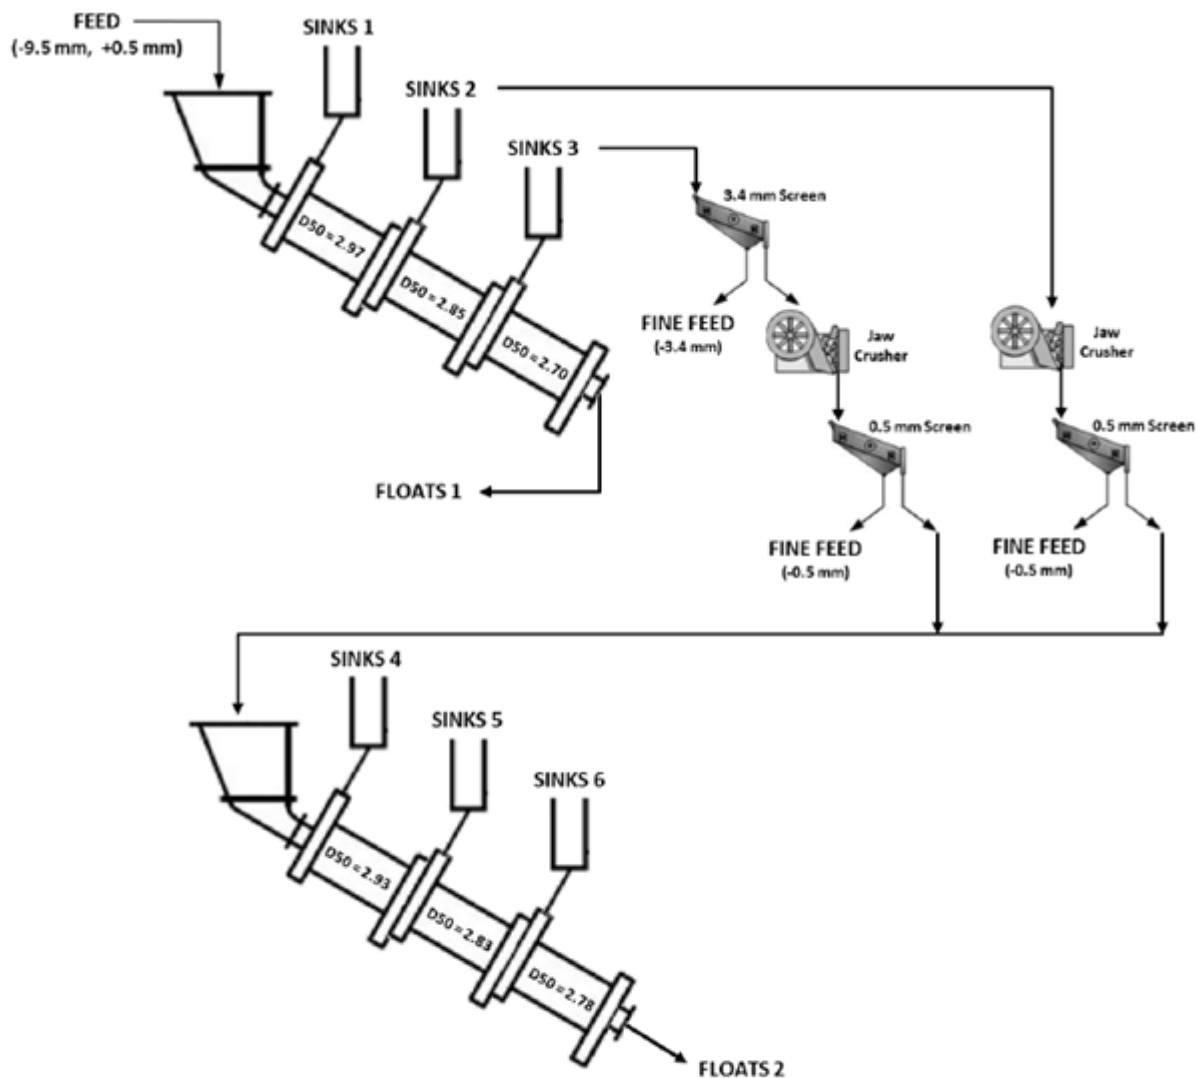 FEED
(-9.5 mm, +0.5 mm)
SINKS 1
SINKS 2
SINKS 3
D50 = 2.97
D50 = 2.85
D50 = 2.70
3.4 mm Screen
FINE FEED
(-3.4 mm)
Jaw
Crusher
Jaw
Crusher
0.5 mm Screen
0.5 mm Screen
FLOATS 1
FINE FEED
(-0.5 mm)
FINE FEED
(-0.5 mm)
SINKS 4
SINKS 5
SINKS 6
D50 = 2.93
D50 = 2.83
D50 = 2.78
FLOATS 2